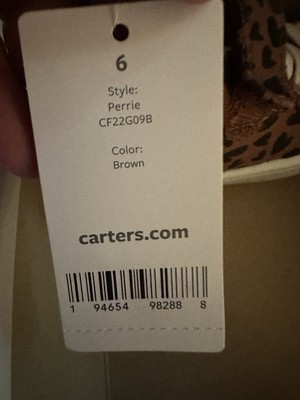 6
Style:
Perrie
CF22G09B
Color:
Brown
carters.com
1 94654 98288 8